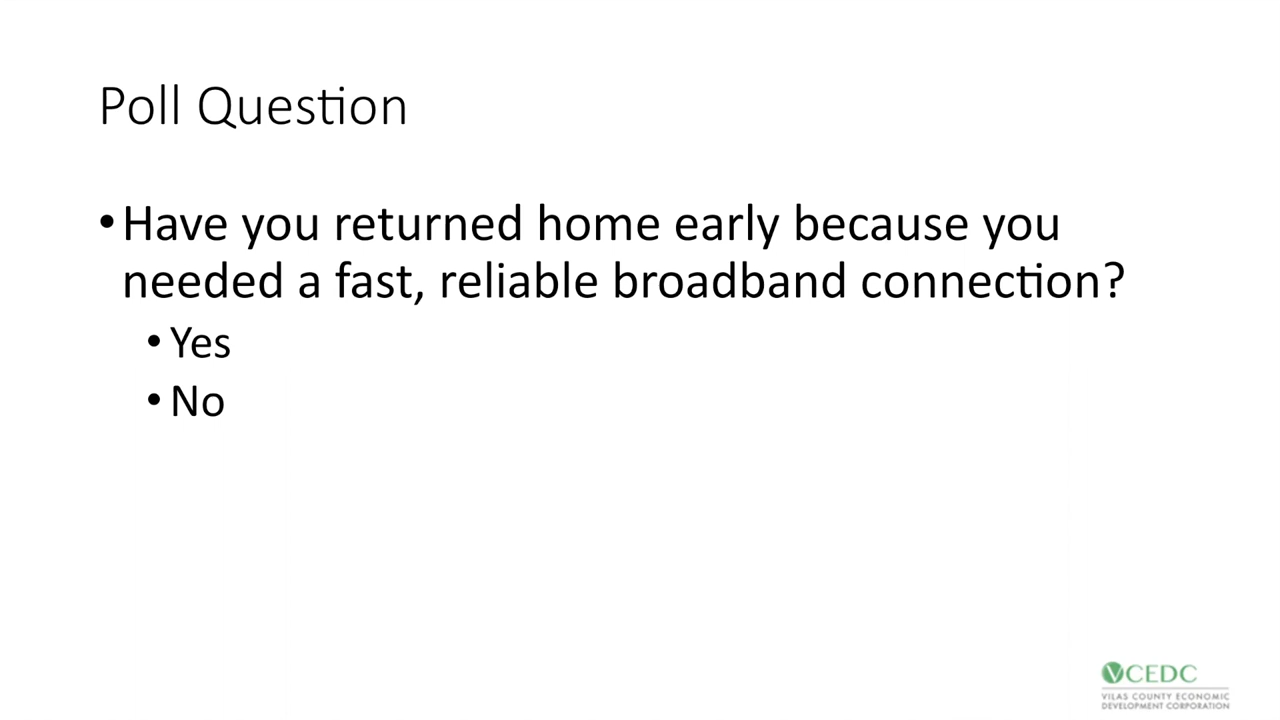 Poll Question
• Have you returned home early because you
needed a fast, reliable broadband connection?
• Yes
• No
VCEDC
VILAS COUNTY ECONOMIC
DEVELOPMENT CORPORATION